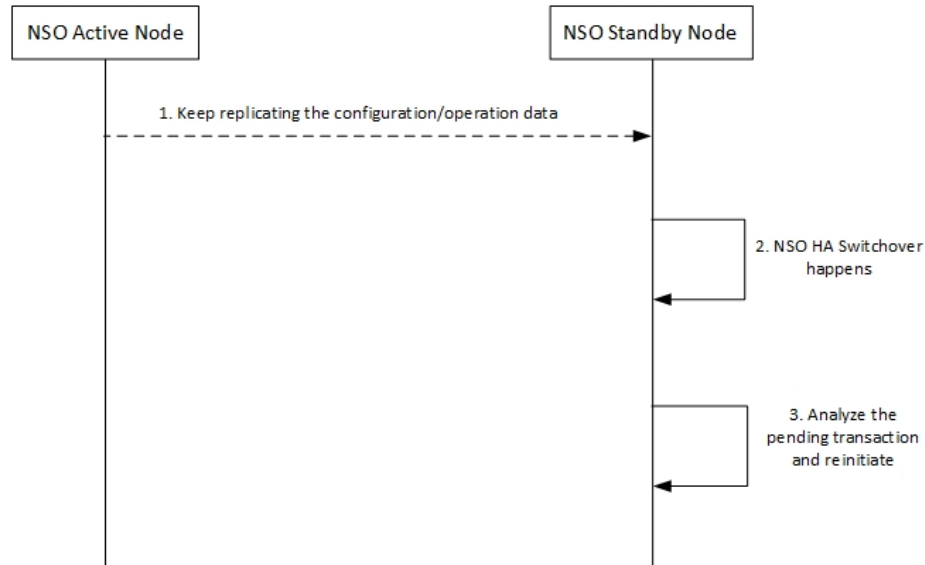 NSO Active Node
NSO Standby Node
1. Keep replicating the configuration/operation data
2. NSO HA Switchover
happens
3. Analyze the
pending transaction
and reinitiate